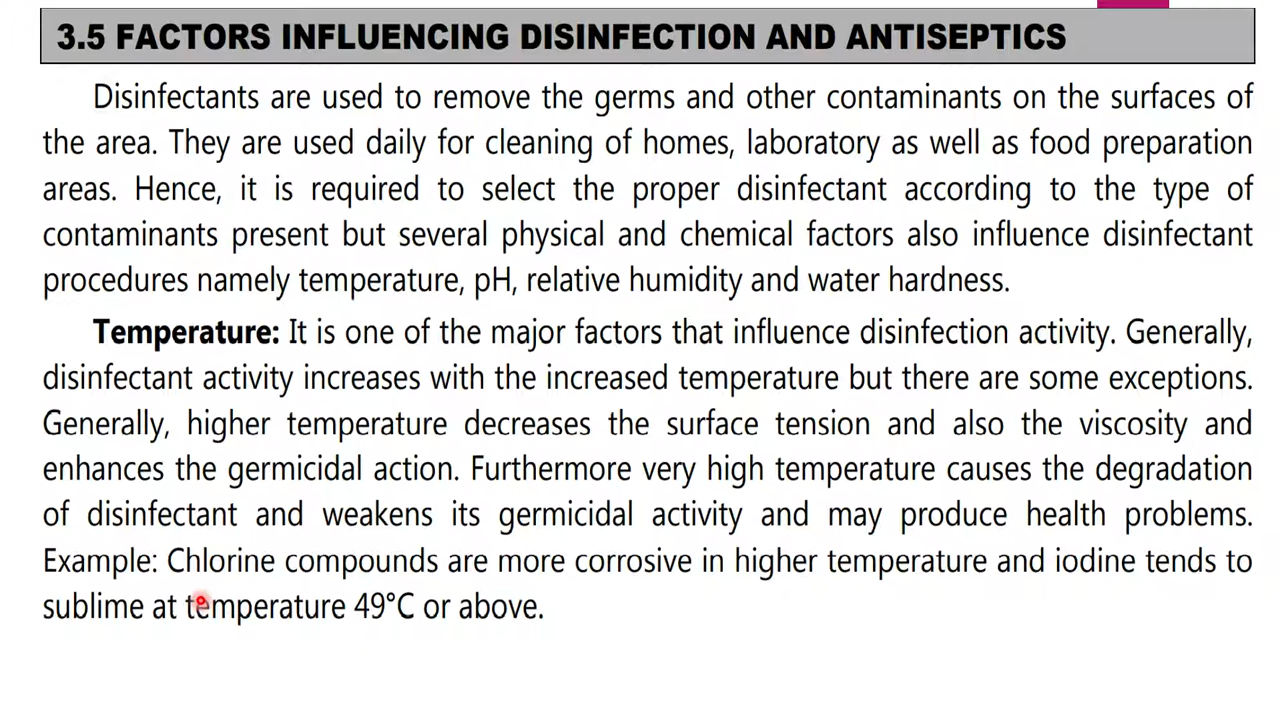 3.5 FACTORS INFLUENCING DISINFECTION AND ANTISEPTICS
Disinfectants are used to remove the germs and other contaminants on the surfaces of
the area. They are used daily for cleaning of homes, laboratory as well as food preparation
areas. Hence, it is required to select the proper disinfectant according to the type of
contaminants present but several physical and chemical factors also influence disinfectant
procedures namely temperature, pH, relative humidity and water hardness.
Temperature: It is one of the major factors that influence disinfection activity. Generally,
disinfectant activity increases with the increased temperature but there are some exceptions.
Generally, higher temperature decreases the surface tension and also the viscosity and
enhances the germicidal action. Furthermore very high temperature causes the degradation
of disinfectant and weakens its germicidal activity and may produce health problems.
Example: Chlorine compounds are more corrosive in higher temperature and iodine tends to
sublime at temperature 49°C or above.